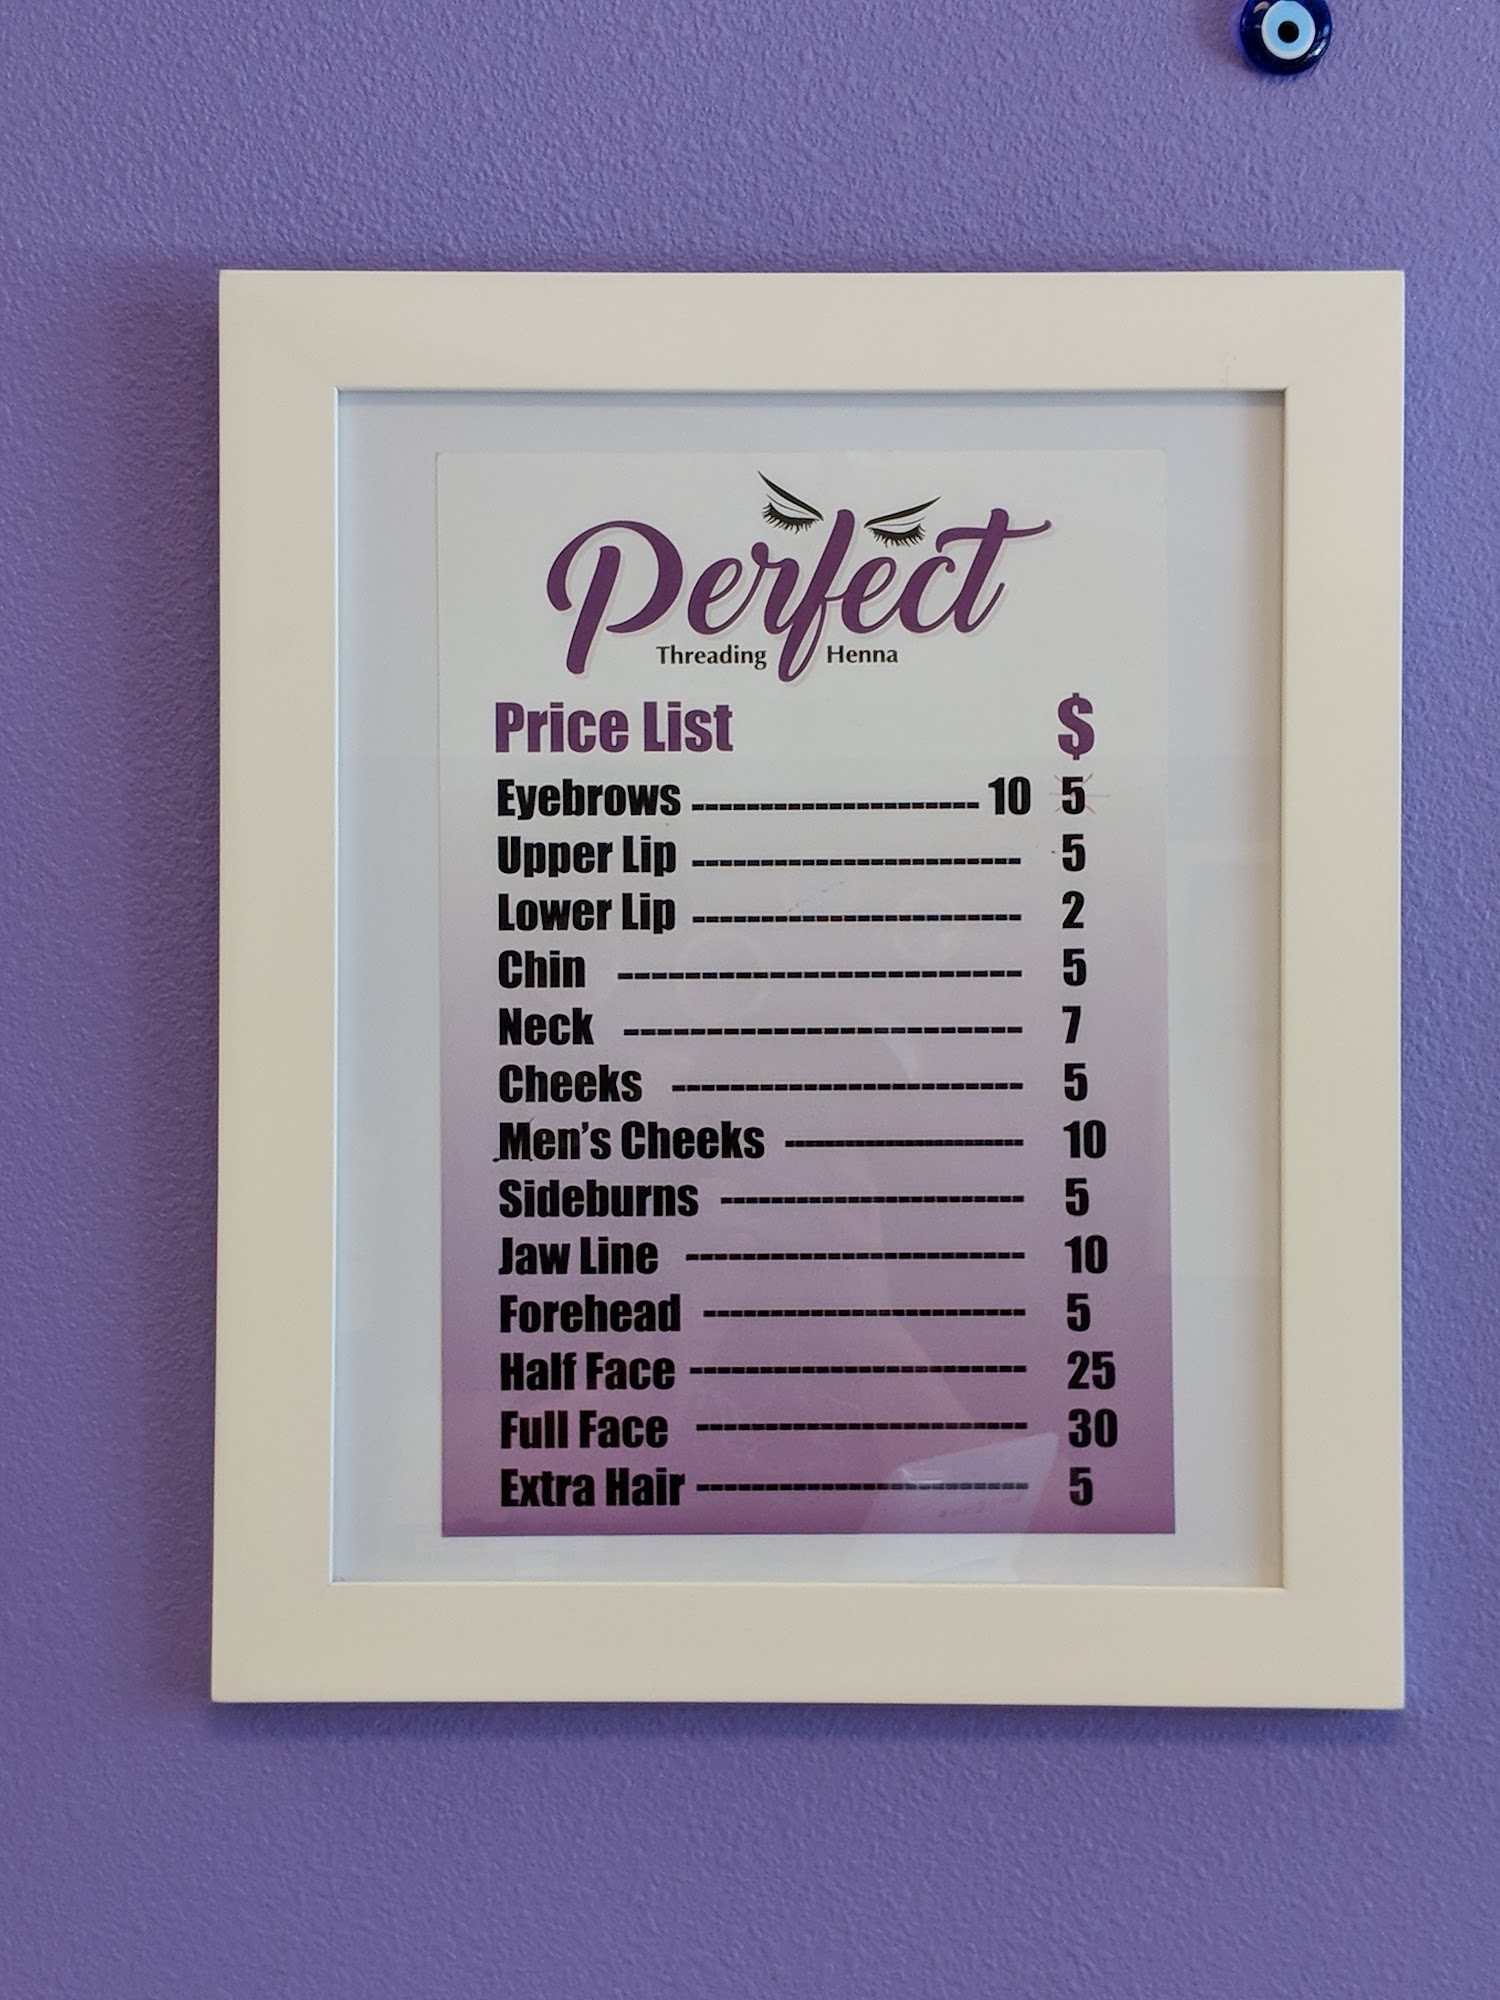 Perfect
Threading Henna
Price List $
Eyebrows ---------------------- 10 5
Upper Lip ------------------------- 5
Lower Lip ------------------------- 2
Chin ------------------------------- 5
Neck ------------------------------- 7
Cheeks --------------------------- 5
Men's Cheeks ------------------ 10
Sideburns ----------------------- 5
Jaw Line -------------------------- 10
Forehead ------------------------- 5
Half Face -------------------------- 25
Full Face ------------------------- 30
Extra Hair ------------------------- 5